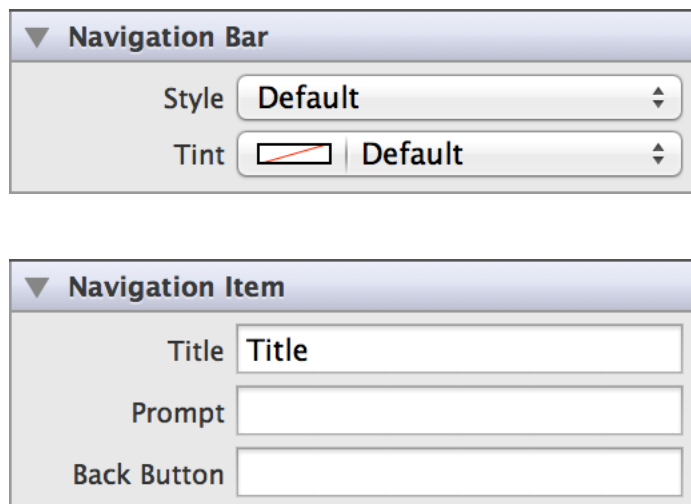 Navigation Bar
Style Default
Tint Default
Navigation Item
Title Title
Prompt
Back Button